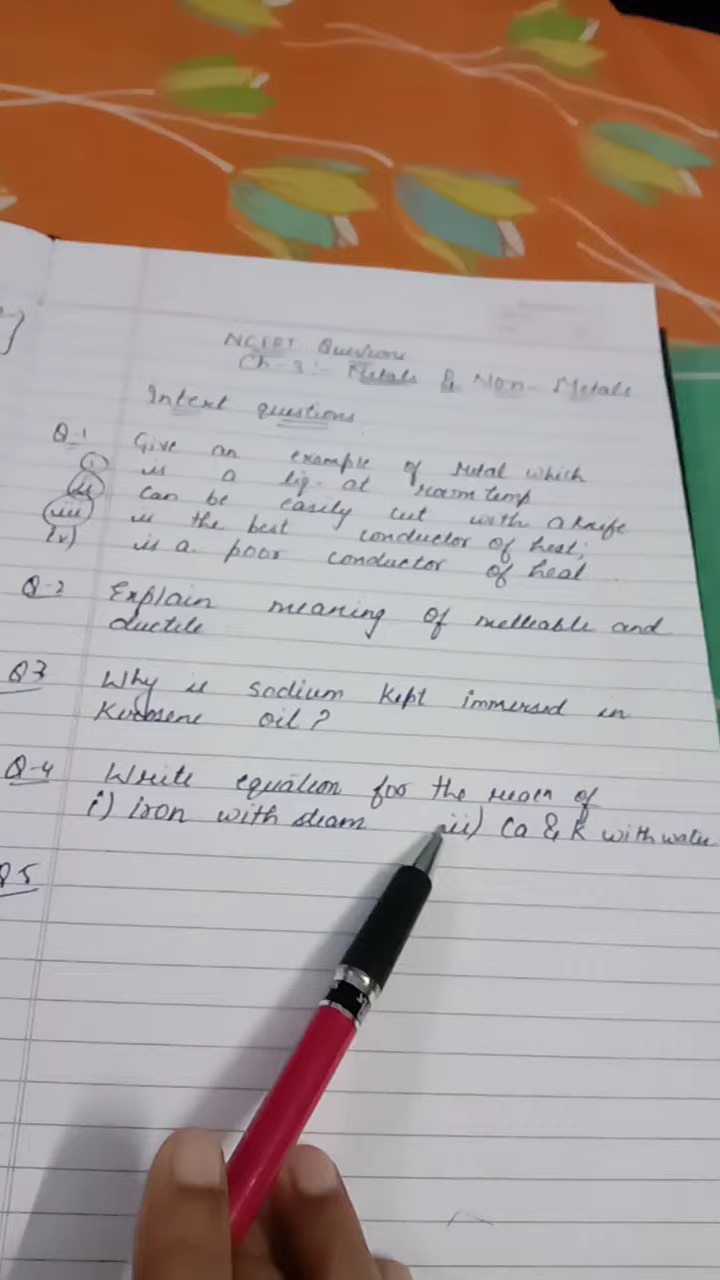 NCERT Questions
Ch-3:- Metals & Non-Metals
Intext questions
Q-1 Give an example of metal which
i is a liq. at room temp
ii can be easily cut with a knife
iii is the best conductor of heat;
iv) is a poor conductor of heat.
Q-2 Explain meaning of melleable and
ductile
Q3 Why is sodium kept immersed in
Kerosene oil?
Q-4 Write equation for the reacn of
i) iron with steam ii) Ca & K with water
Q5